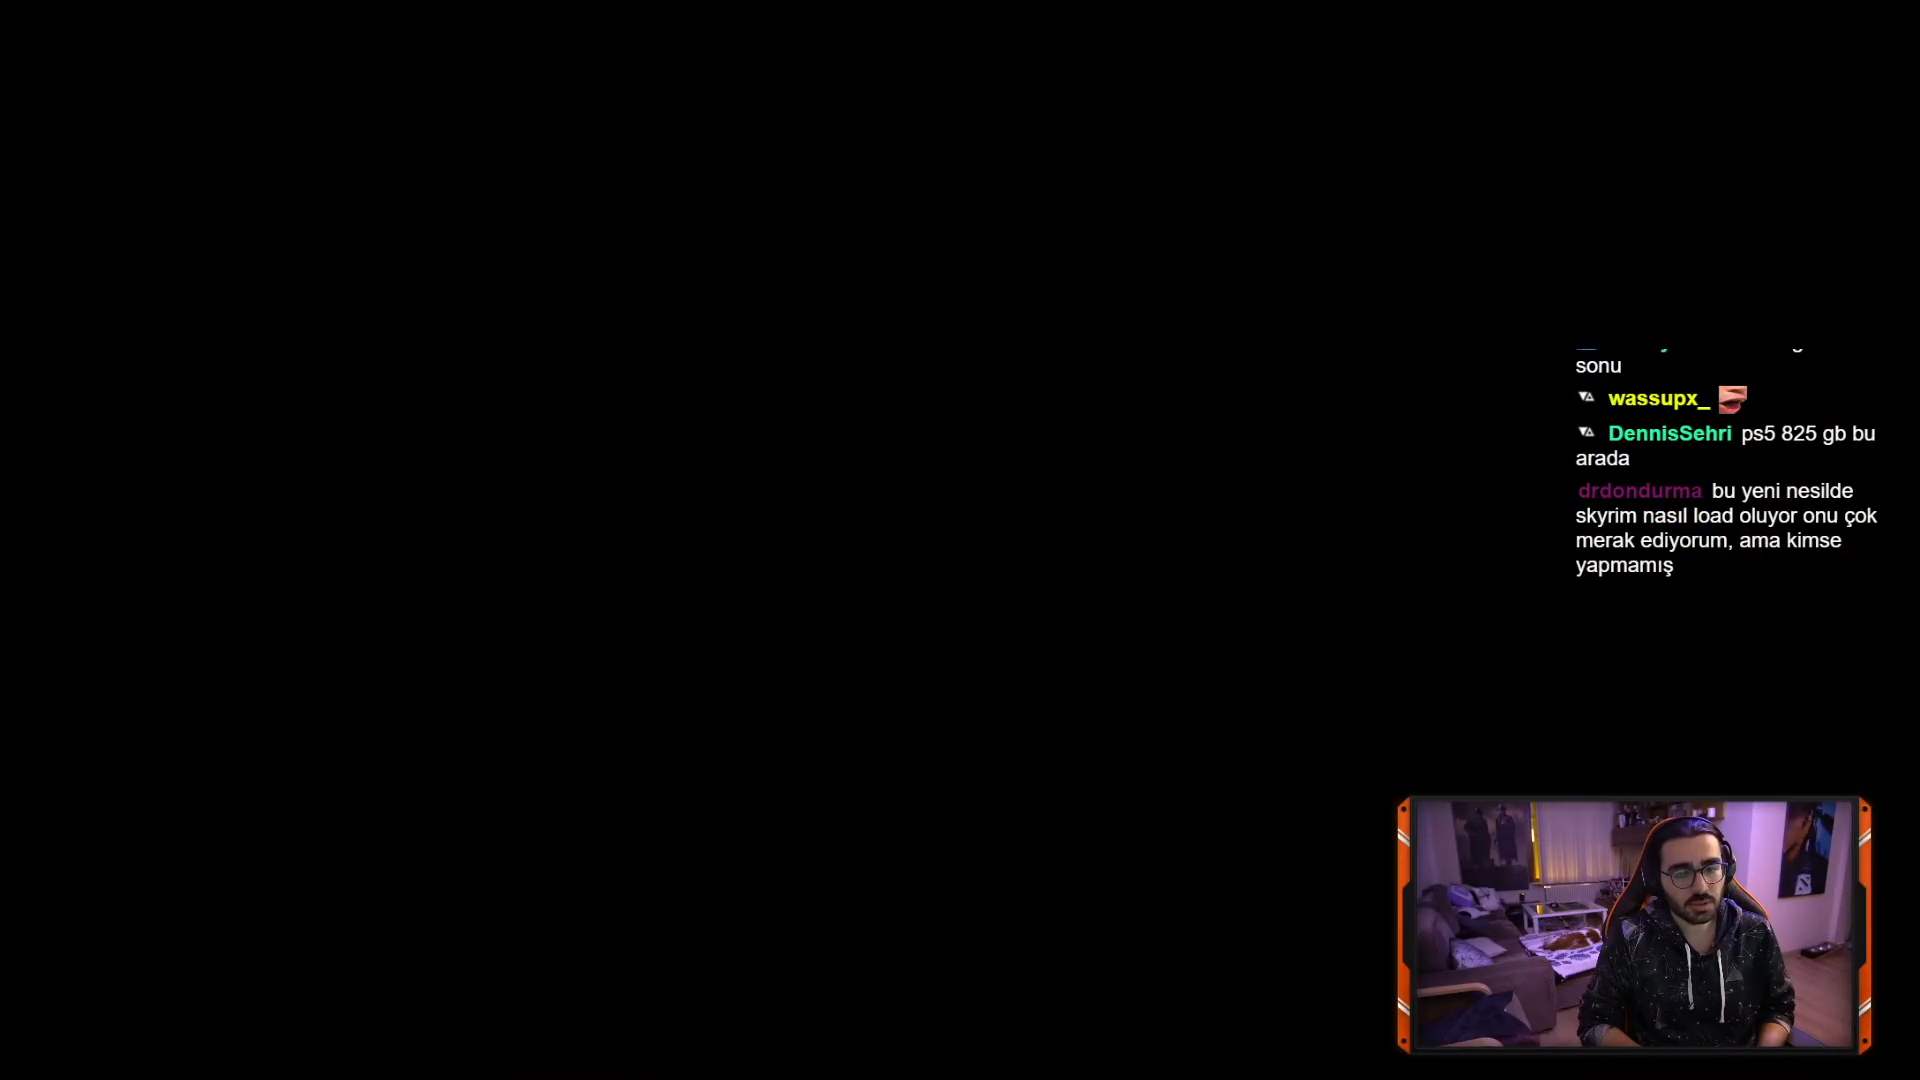 sonu
wassupx_
DennisSehri ps5 825 gb bu
arada
drdondurma bu yeni nesilde
skyrim nasıl load oluyor onu çok
merak ediyorum, ama kimse
yapmamış